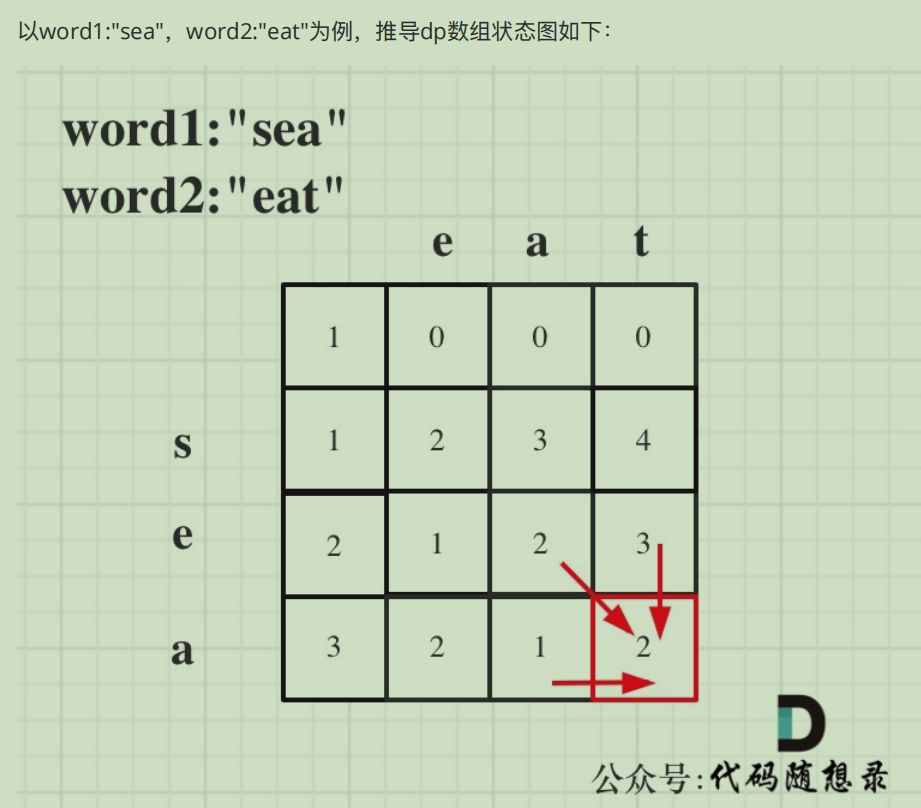 以word1:"sea"，word2:"eat"为例，推导dp数组状态图如下：
word1:"sea"
word2:"eat"
e a t
1 0 0 0
s 1 2 3 4
e 2 1 2 3
a 3 2 1 2
D
公众号:代码随想录